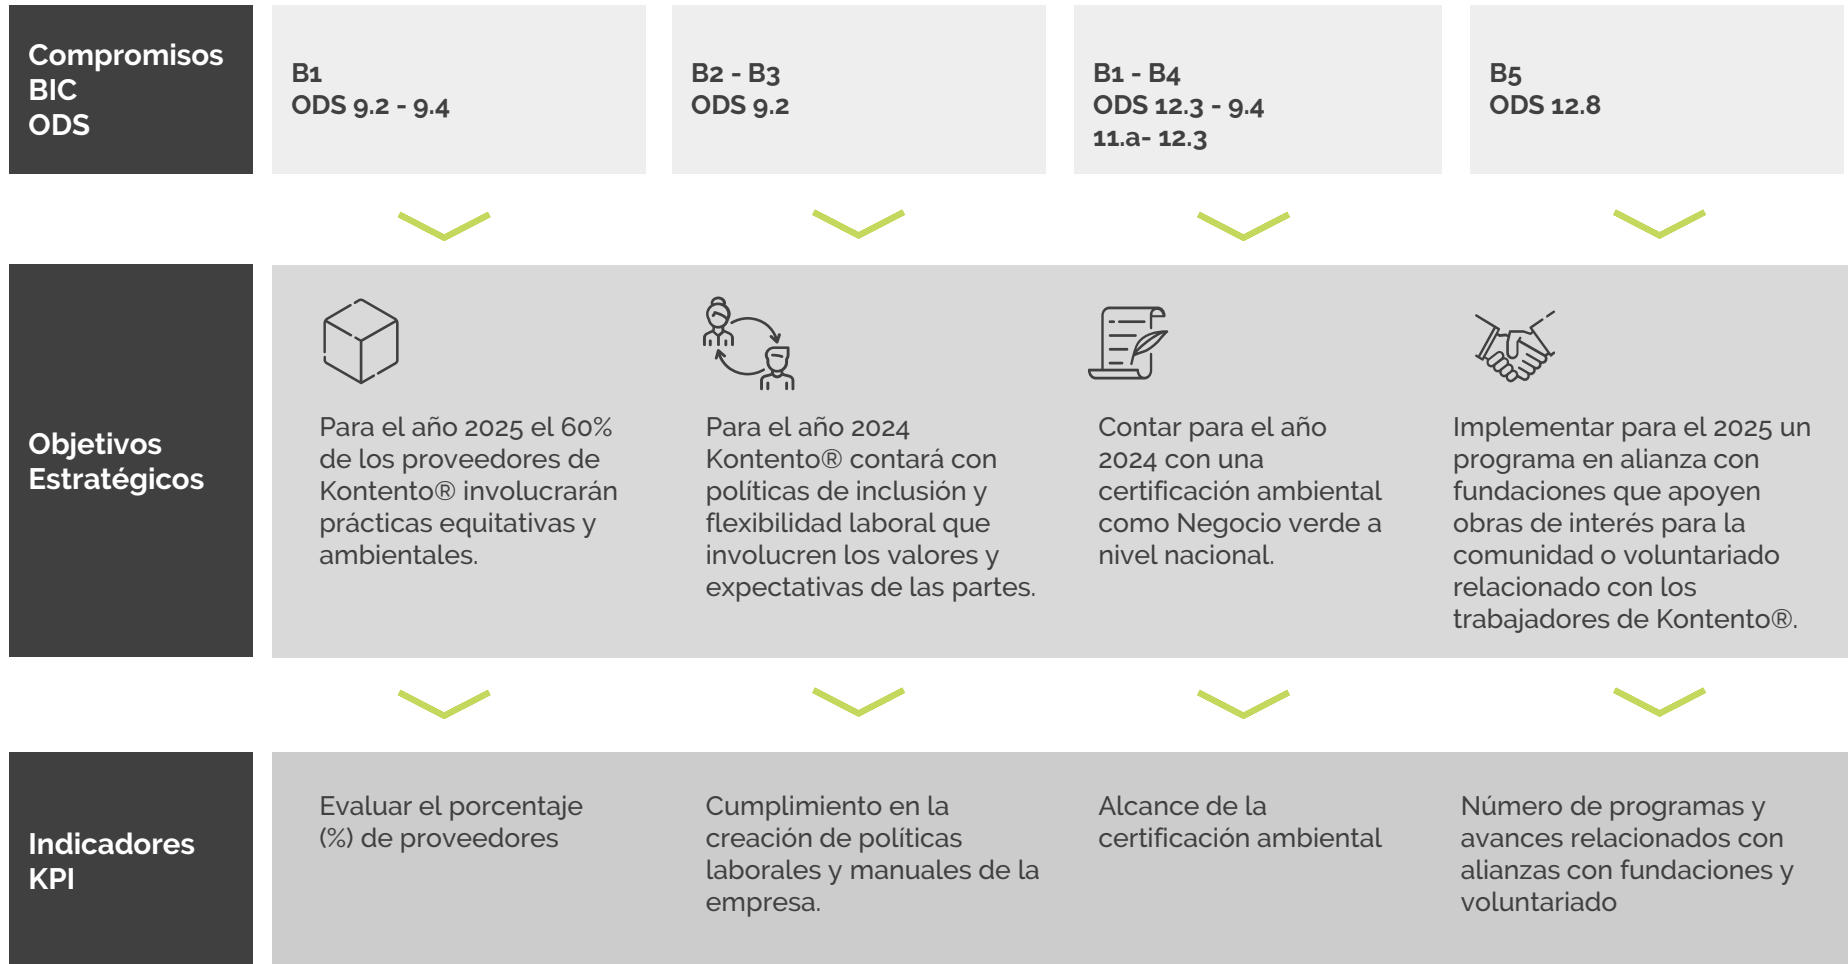 Compromisos
BIC
ODS
B1
ODS 9.2 - 9.4
B2 - B3
ODS 9.2
B1 - B4
ODS 12.3 - 9.4
11.a- 12.3
B5
ODS 12.8
Objetivos
Estratégicos
Para el año 2025 el 60%
de los proveedores de
Kontento® involucrarán
prácticas equitativas y
ambientales.
Para el año 2024
Kontento® contará con
políticas de inclusión y
flexibilidad laboral que
involucren los valores y
expectativas de las partes.
Contar para el año
2024 con una
certificación ambiental
como Negocio verde a
nivel nacional.
Implementar para el 2025 un
programa en alianza con
fundaciones que apoyen
obras de interés para la
comunidad o voluntariado
relacionado con los
trabajadores de Kontento®.
Indicadores
KPI
Evaluar el porcentaje
(%) de proveedores
Cumplimiento en la
creación de políticas
laborales y manuales de la
empresa.
Alcance de la
certificación ambiental
Número de programas y
avances relacionados con
alianzas con fundaciones y
voluntariado